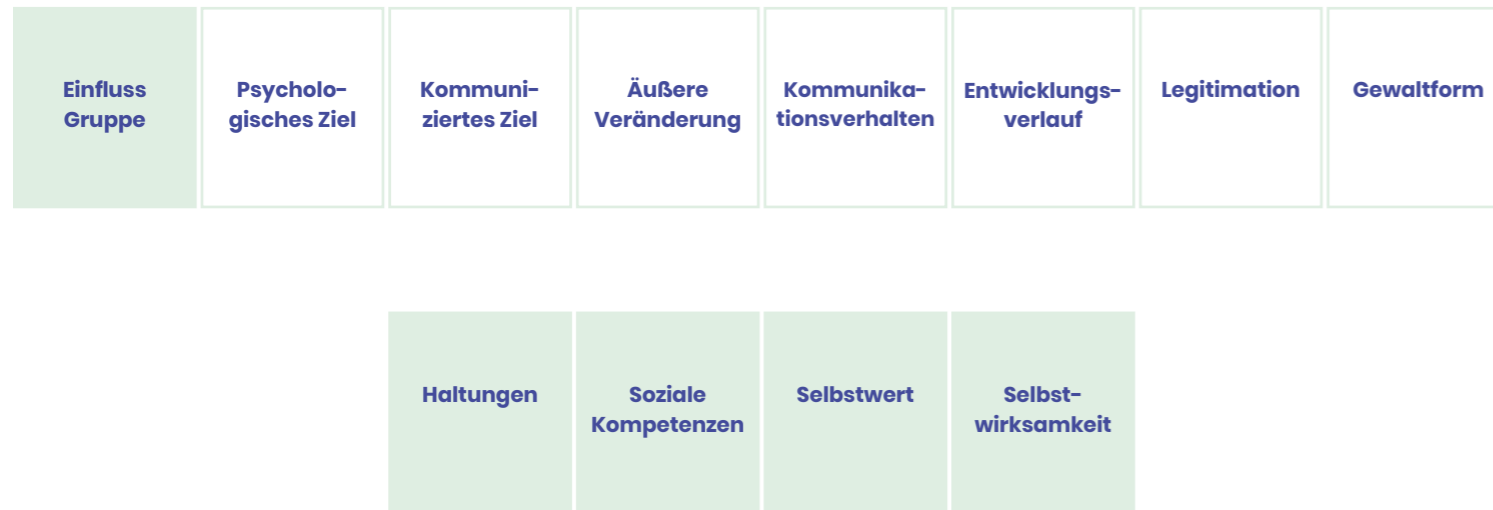 Einfluss
Gruppe
Psycholo-
gisches Ziel
Kommuni-
ziertes Ziel
Äußere
Veränderung
Kommunika-
tionsverhalten
Entwicklungs-
verlauf
Legitimation
Gewaltform
Haltungen
Soziale
Kompetenzen
Selbstwert
Selbst-
wirksamkeit